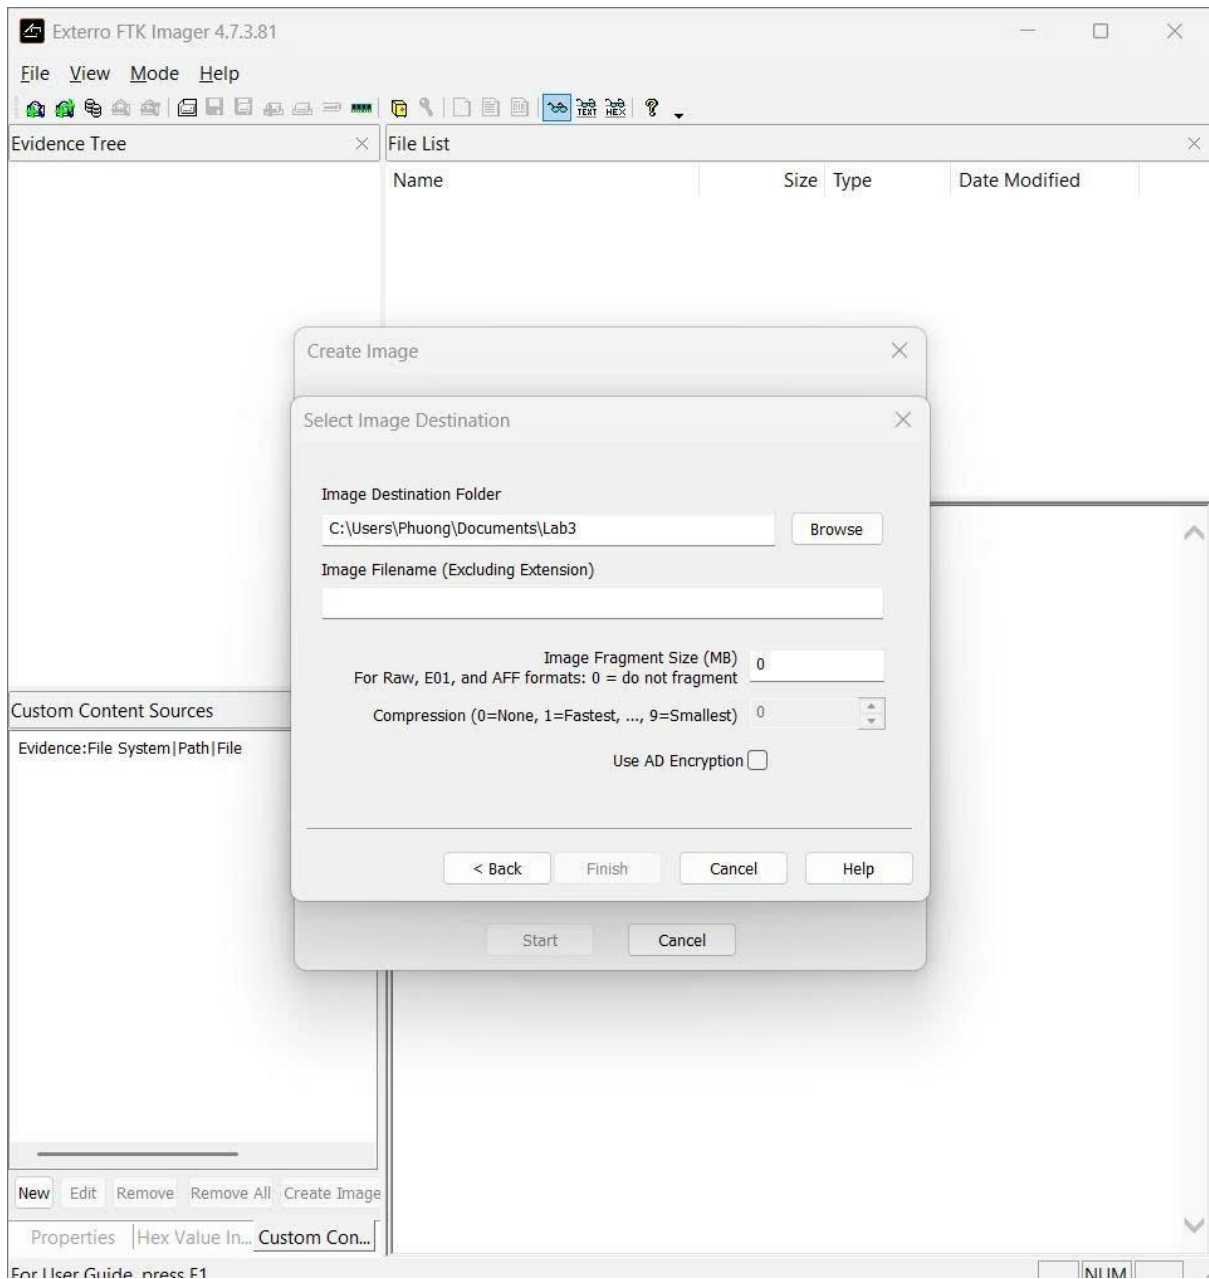 Exterro FTK Imager 4.7.3.81
File View Mode Help
TEXT HEX
Evidence Tree
File List
Name Size Type Date Modified
Create Image
Select Image Destination
Image Destination Folder
C:\Users\Phuong\Documents\Lab3 Browse
Image Filename (Excluding Extension)
Image Fragment Size (MB) 0
For Raw, E01, and AFF formats: 0 = do not fragment
Compression (0=None, 1=Fastest, ..., 9=Smallest) 0
Use AD Encryption
< Back Finish Cancel Help
Start Cancel
Custom Content Sources
Evidence:File System|Path|File
New Edit Remove Remove All Create Image
Properties Hex Value In... Custom Con...
For User Guide, press F1
NUM